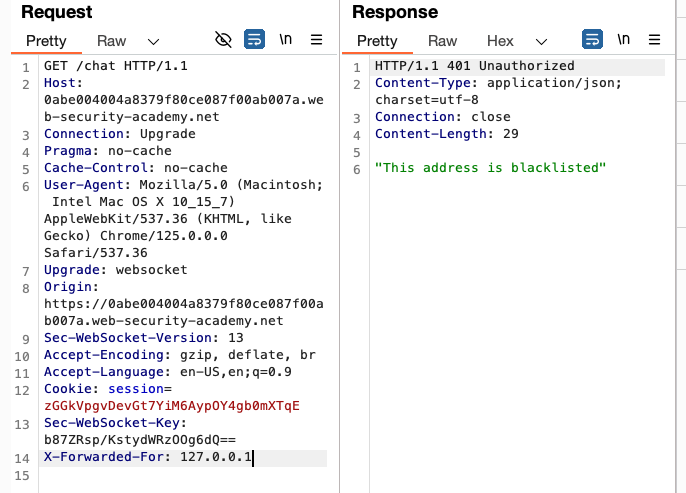 Request
Pretty Raw \n
1 GET /chat HTTP/1.1
2 Host:
0abe004004a8379f80ce087f00ab007a.we
b-security-academy.net
3 Connection: Upgrade
4 Pragma: no-cache
5 Cache-Control: no-cache
6 User-Agent: Mozilla/5.0 (Macintosh;
Intel Mac OS X 10_15_7)
AppleWebKit/537.36 (KHTML, like
Gecko) Chrome/125.0.0.0
Safari/537.36
7 Upgrade: websocket
8 Origin:
https://0abe004004a8379f80ce087f00a
b007a.web-security-academy.net
9 Sec-WebSocket-Version: 13
10 Accept-Encoding: gzip, deflate, br
11 Accept-Language: en-US,en;q=0.9
12 Cookie: session=
zGGkVpgvDevGt7YiM6AypOY4gb0mXTqE
13 Sec-WebSocket-Key:
b87ZRsp/KstydWRzOOg6dQ==
14 X-Forwarded-For: 127.0.0.1
15
Response
Pretty Raw Hex \n
1 HTTP/1.1 401 Unauthorized
2 Content-Type: application/json;
charset=utf-8
3 Connection: close
4 Content-Length: 29
5
6 "This address is blacklisted"